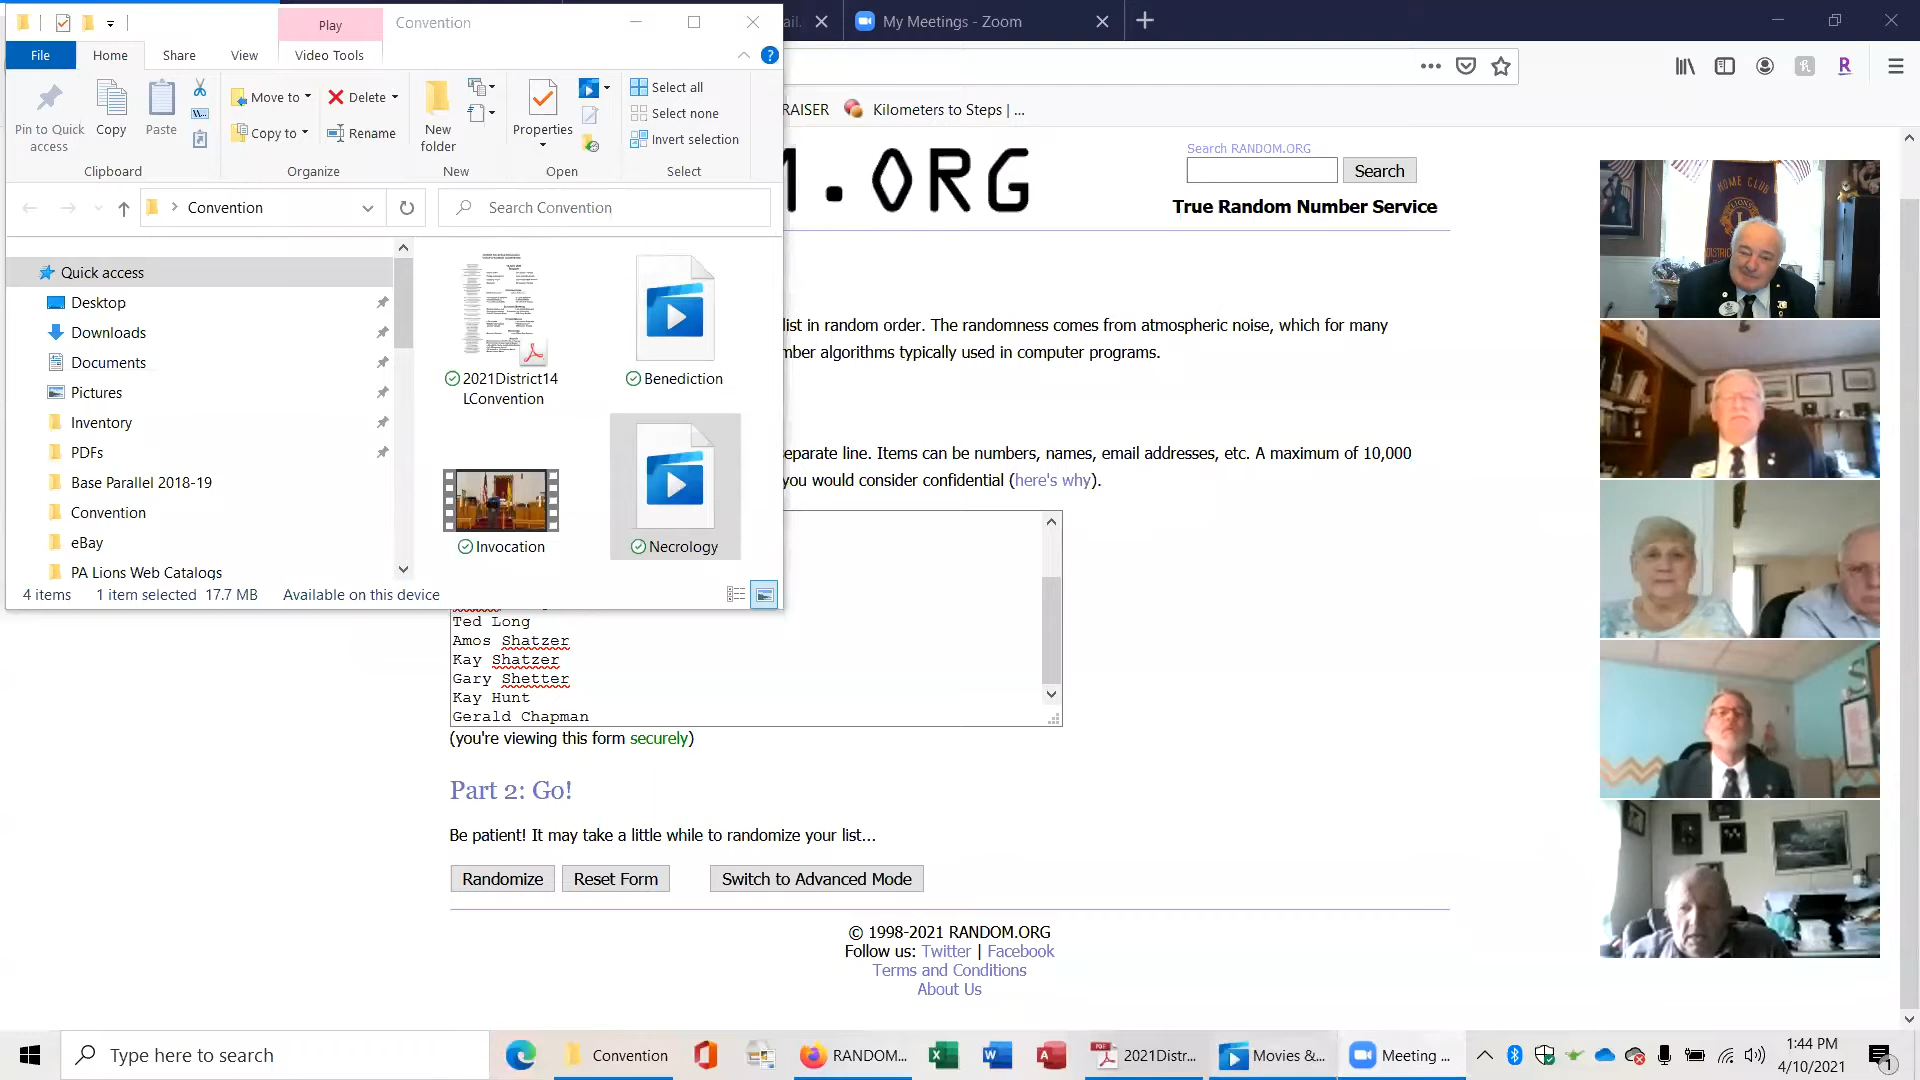 Play
Convention
File
Home
Share
View
Video Tools
Pin to Quick access
Copy
Paste
Move to
Copy to
Delete
Rename
New folder
Properties
Select all
Select none
Invert selection
Clipboard
Organize
New
Open
Select
Convention
Search Convention
Quick access
Desktop
Downloads
Documents
Pictures
Inventory
PDFs
Base Parallel 2018-19
Convention
eBay
PA Lions Web Catalogs
2021District14
LConvention
Benediction
Invocation
Necrology
4 items
1 item selected 17.7 MB
Available on this device
ail.
My Meetings - Zoom
RAISER
Kilometers to Steps | ...
.ORG
Search RANDOM.ORG
Search
True Random Number Service
list in random order. The randomness comes from atmospheric noise, which for many
mber algorithms typically used in computer programs.
eparate line. Items can be numbers, names, email addresses, etc. A maximum of 10,000
you would consider confidential (here's why).
Ted Long
Amos Shatzer
Kay Shatzer
Gary Shetter
Kay Hunt
Gerald Chapman
(you're viewing this form securely)
Part 2: Go!
Be patient! It may take a little while to randomize your list...
Randomize
Reset Form
Switch to Advanced Mode
© 1998-2021 RANDOM.ORG
Follow us: Twitter | Facebook
Terms and Conditions
About Us
HOME CLUB
LIONS
Type here to search
Convention
RANDOM...
2021Distr...
Movies &...
Meeting ...
1:44 PM
4/10/2021
1